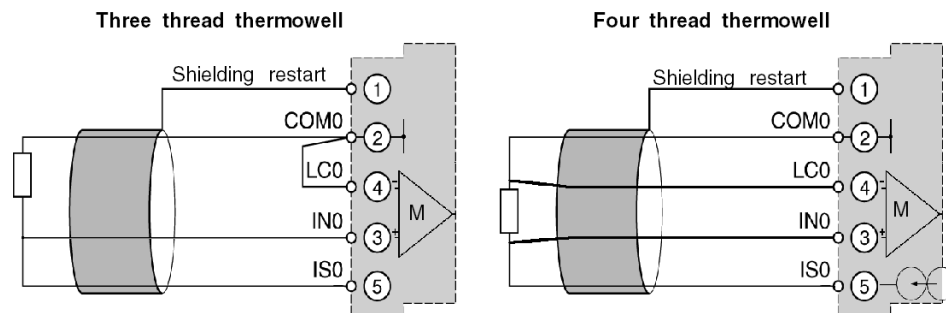 Three thread thermowell
Shielding restart
1
COM0
2
LC0
4
-
M
IN0
3
+
IS0
5
Four thread thermowell
Shielding restart
1
COM0
2
LC0
4
-
M
IN0
3
+
IS0
5